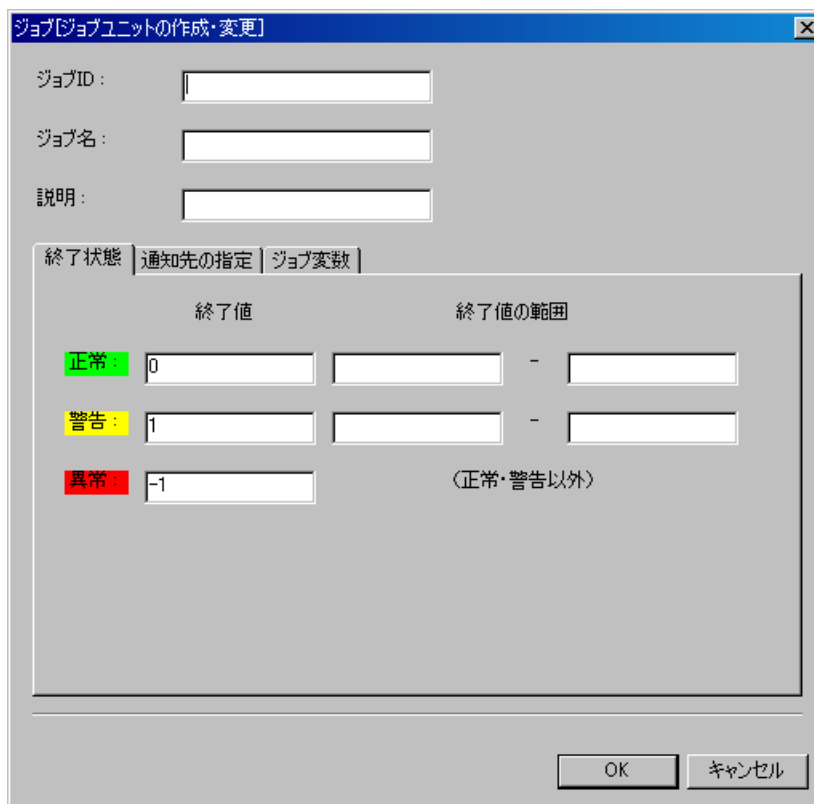 ジョブ[ジョブユニットの作成・変更]
ジョブID：
ジョブ名：
説明：
終了状態 通知先の指定 ジョブ変数
終了値 終了値の範囲
正常： 0 -
警告： 1 -
異常： -1 (正常・警告以外)
OK キャンセル